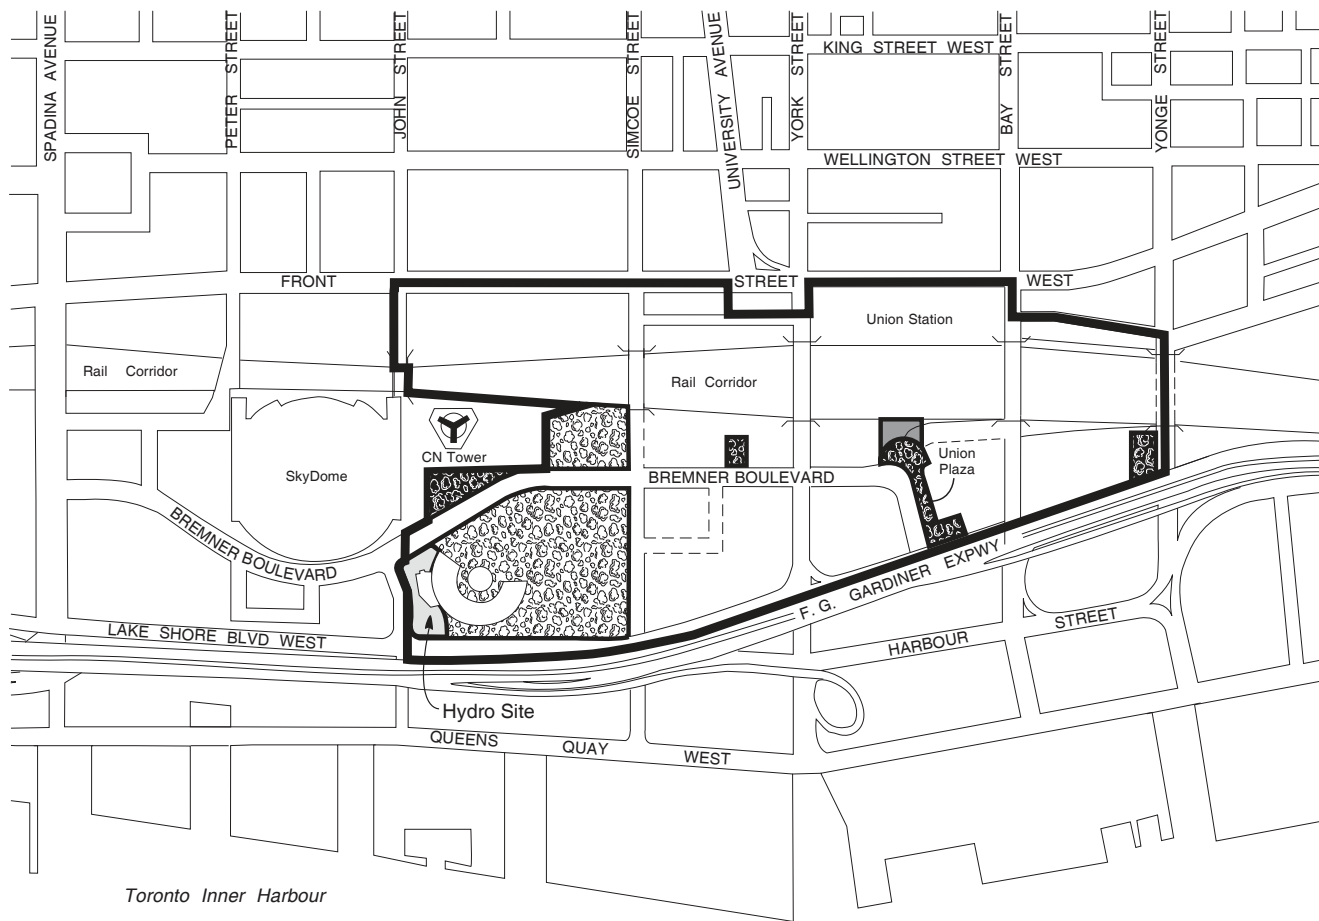 SPADINA AVENUE
PETER STREET
JOHN STREET
SIMCOE STREET
UNIVERSITY AVENUE
YORK STREET
BAY STREET
YONGE STREET
KING STREET WEST
WELLINGTON STREET WEST
FRONT STREET WEST
Union Station
Rail Corridor
Rail Corridor
CN Tower
SkyDome
Union
Plaza
BREMNER BOULEVARD
BREMNER BOULEVARD
F. G. GARDINER EXPWY
LAKE SHORE BLVD WEST
HARBOUR STREET
Hydro Site
QUEENS QUAY WEST
Toronto Inner Harbour